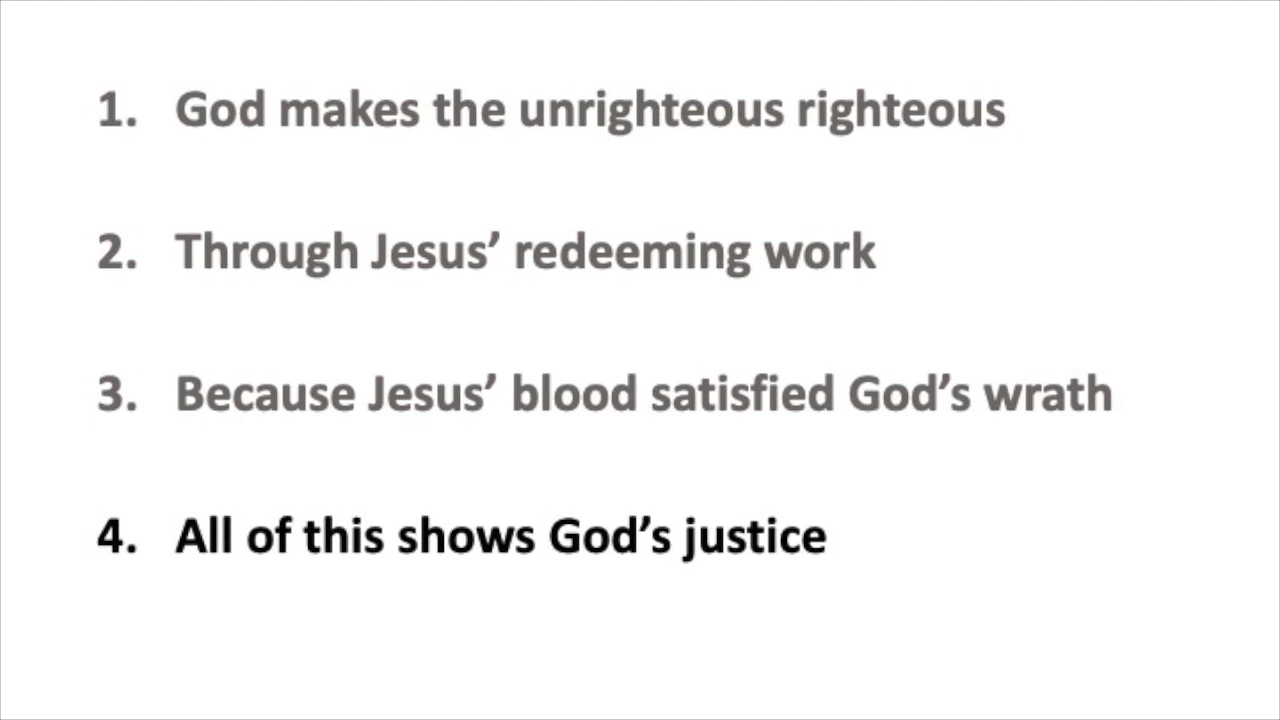 1. God makes the unrighteous righteous
2. Through Jesus’ redeeming work
3. Because Jesus’ blood satisfied God’s wrath
4. All of this shows God’s justice